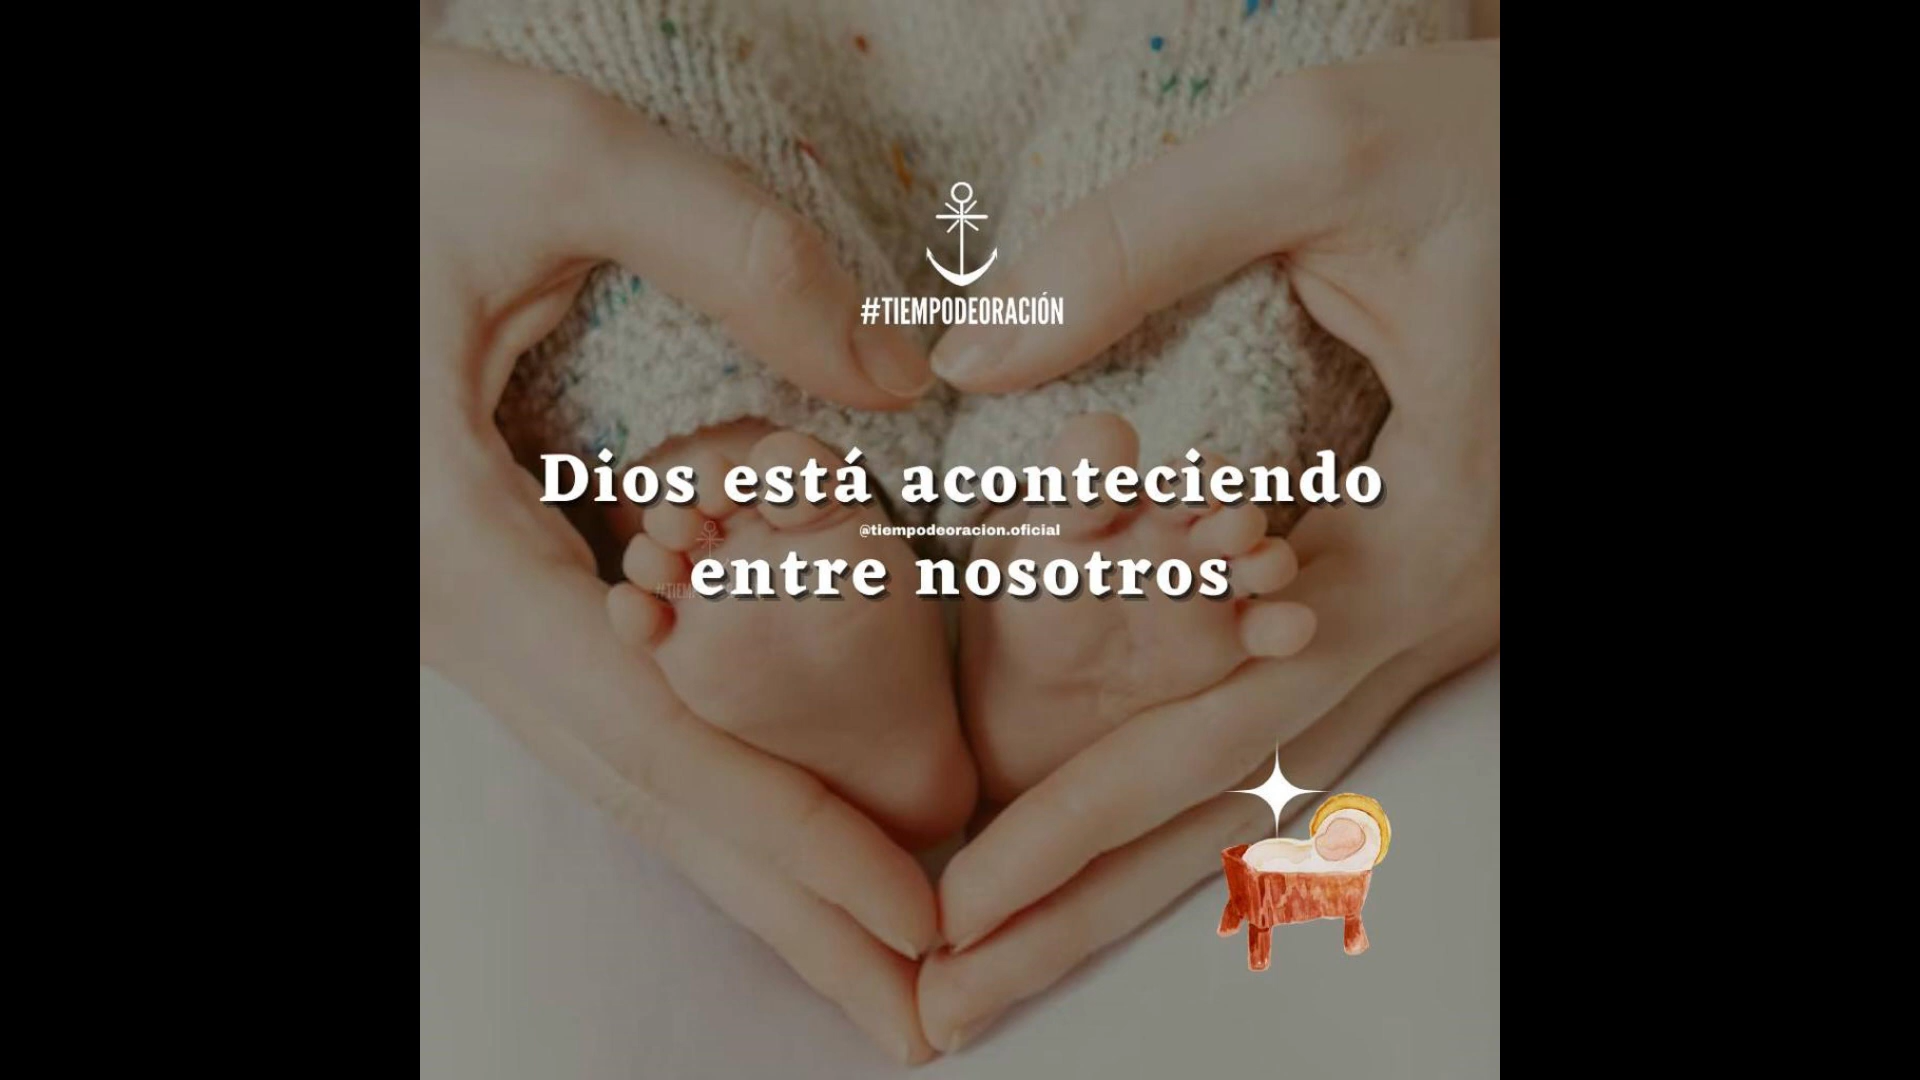 #TIEMPODEORACIÓN
Dios está aconteciendo
@tiempodeoracion.oficial
entre nosotros